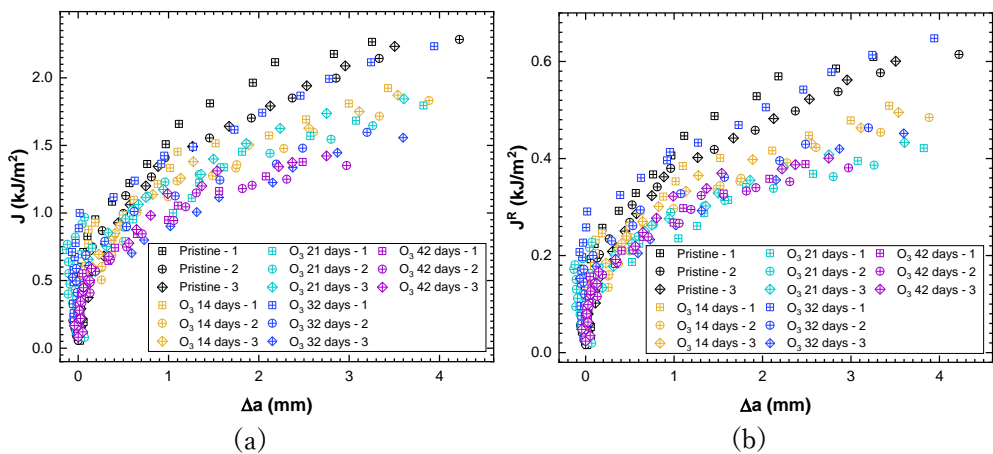 (a)
J (kJ/m²)
2.0
1.5
1.0
0.5
0.0
Pristine - 1
Pristine - 2
Pristine - 3
O₃ 14 days - 1
O₃ 14 days - 2
O₃ 14 days - 3
O₃ 21 days - 1
O₃ 21 days - 2
O₃ 21 days - 3
O₃ 32 days - 1
O₃ 32 days - 2
O₃ 32 days - 3
O₃ 42 days - 1
O₃ 42 days - 2
O₃ 42 days - 3
0 1 2 3 4
Δa (mm)
(a)
(b)
Jᴿ (kJ/m²)
0.6
0.4
0.2
0.0
Pristine - 1
Pristine - 2
Pristine - 3
O₃ 14 days - 1
O₃ 14 days - 2
O₃ 14 days - 3
O₃ 21 days - 1
O₃ 21 days - 2
O₃ 21 days - 3
O₃ 32 days - 1
O₃ 32 days - 2
O₃ 32 days - 3
O₃ 42 days - 1
O₃ 42 days - 2
O₃ 42 days - 3
0 1 2 3 4
Δa (mm)
(b)